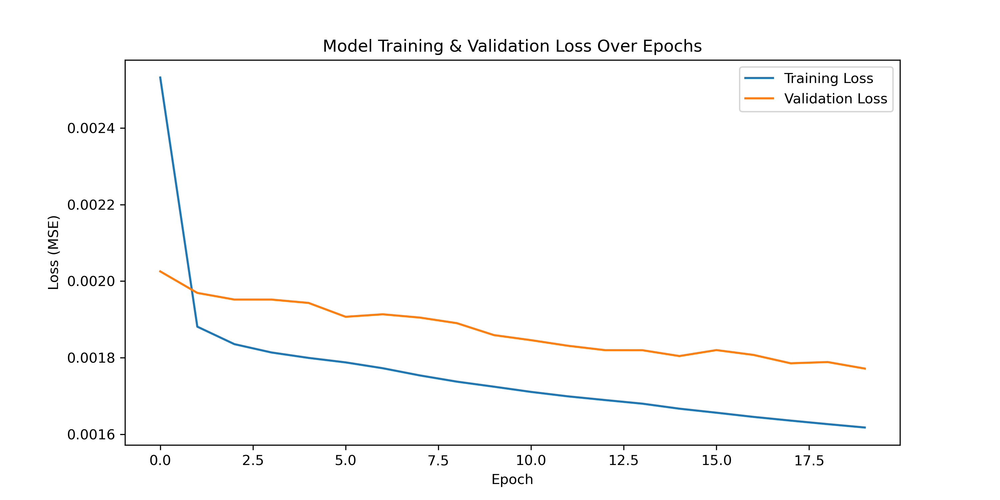 Model Training & Validation Loss Over Epochs
Training Loss
Validation Loss
Loss (MSE)
0.0024
0.0022
0.0020
0.0018
0.0016
0.0 2.5 5.0 7.5 10.0 12.5 15.0 17.5
Epoch